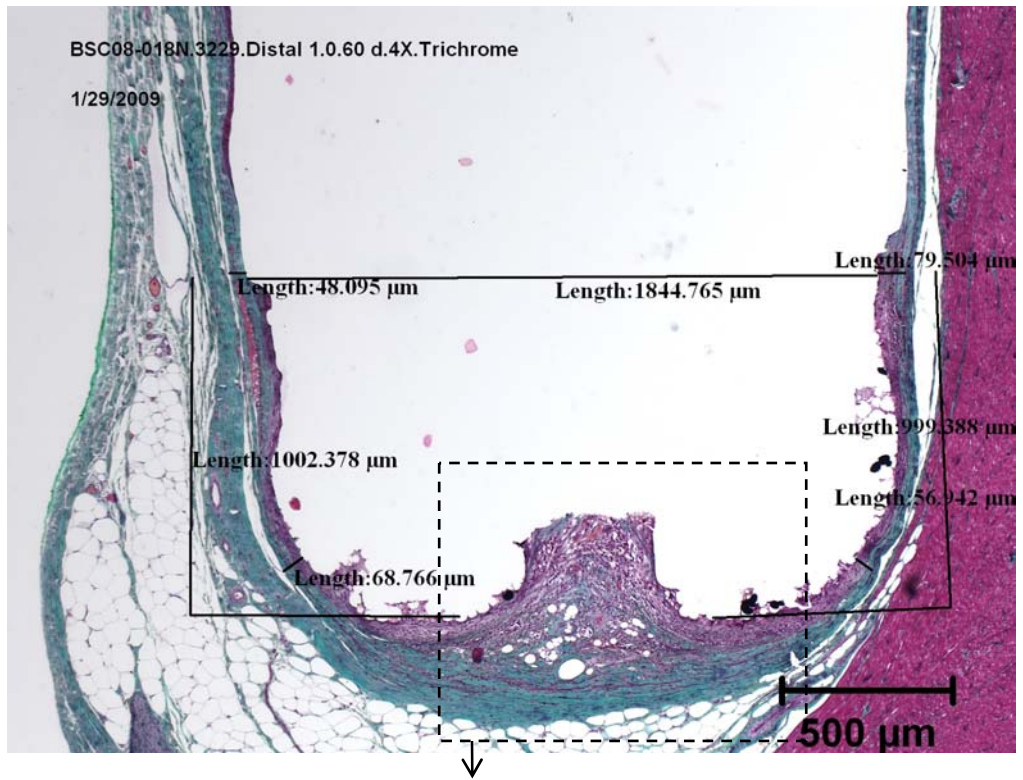 BSC08-018N.3229.Distal 1.0.60 d.4X.Trichrome
1/29/2009
Length:79.504 µm
Length:48.095 µm
Length:1844.765 µm
Length:999.388 µm
Length:1002.378 µm
Length:56.942 µm
Length:68.766 µm
500 µm